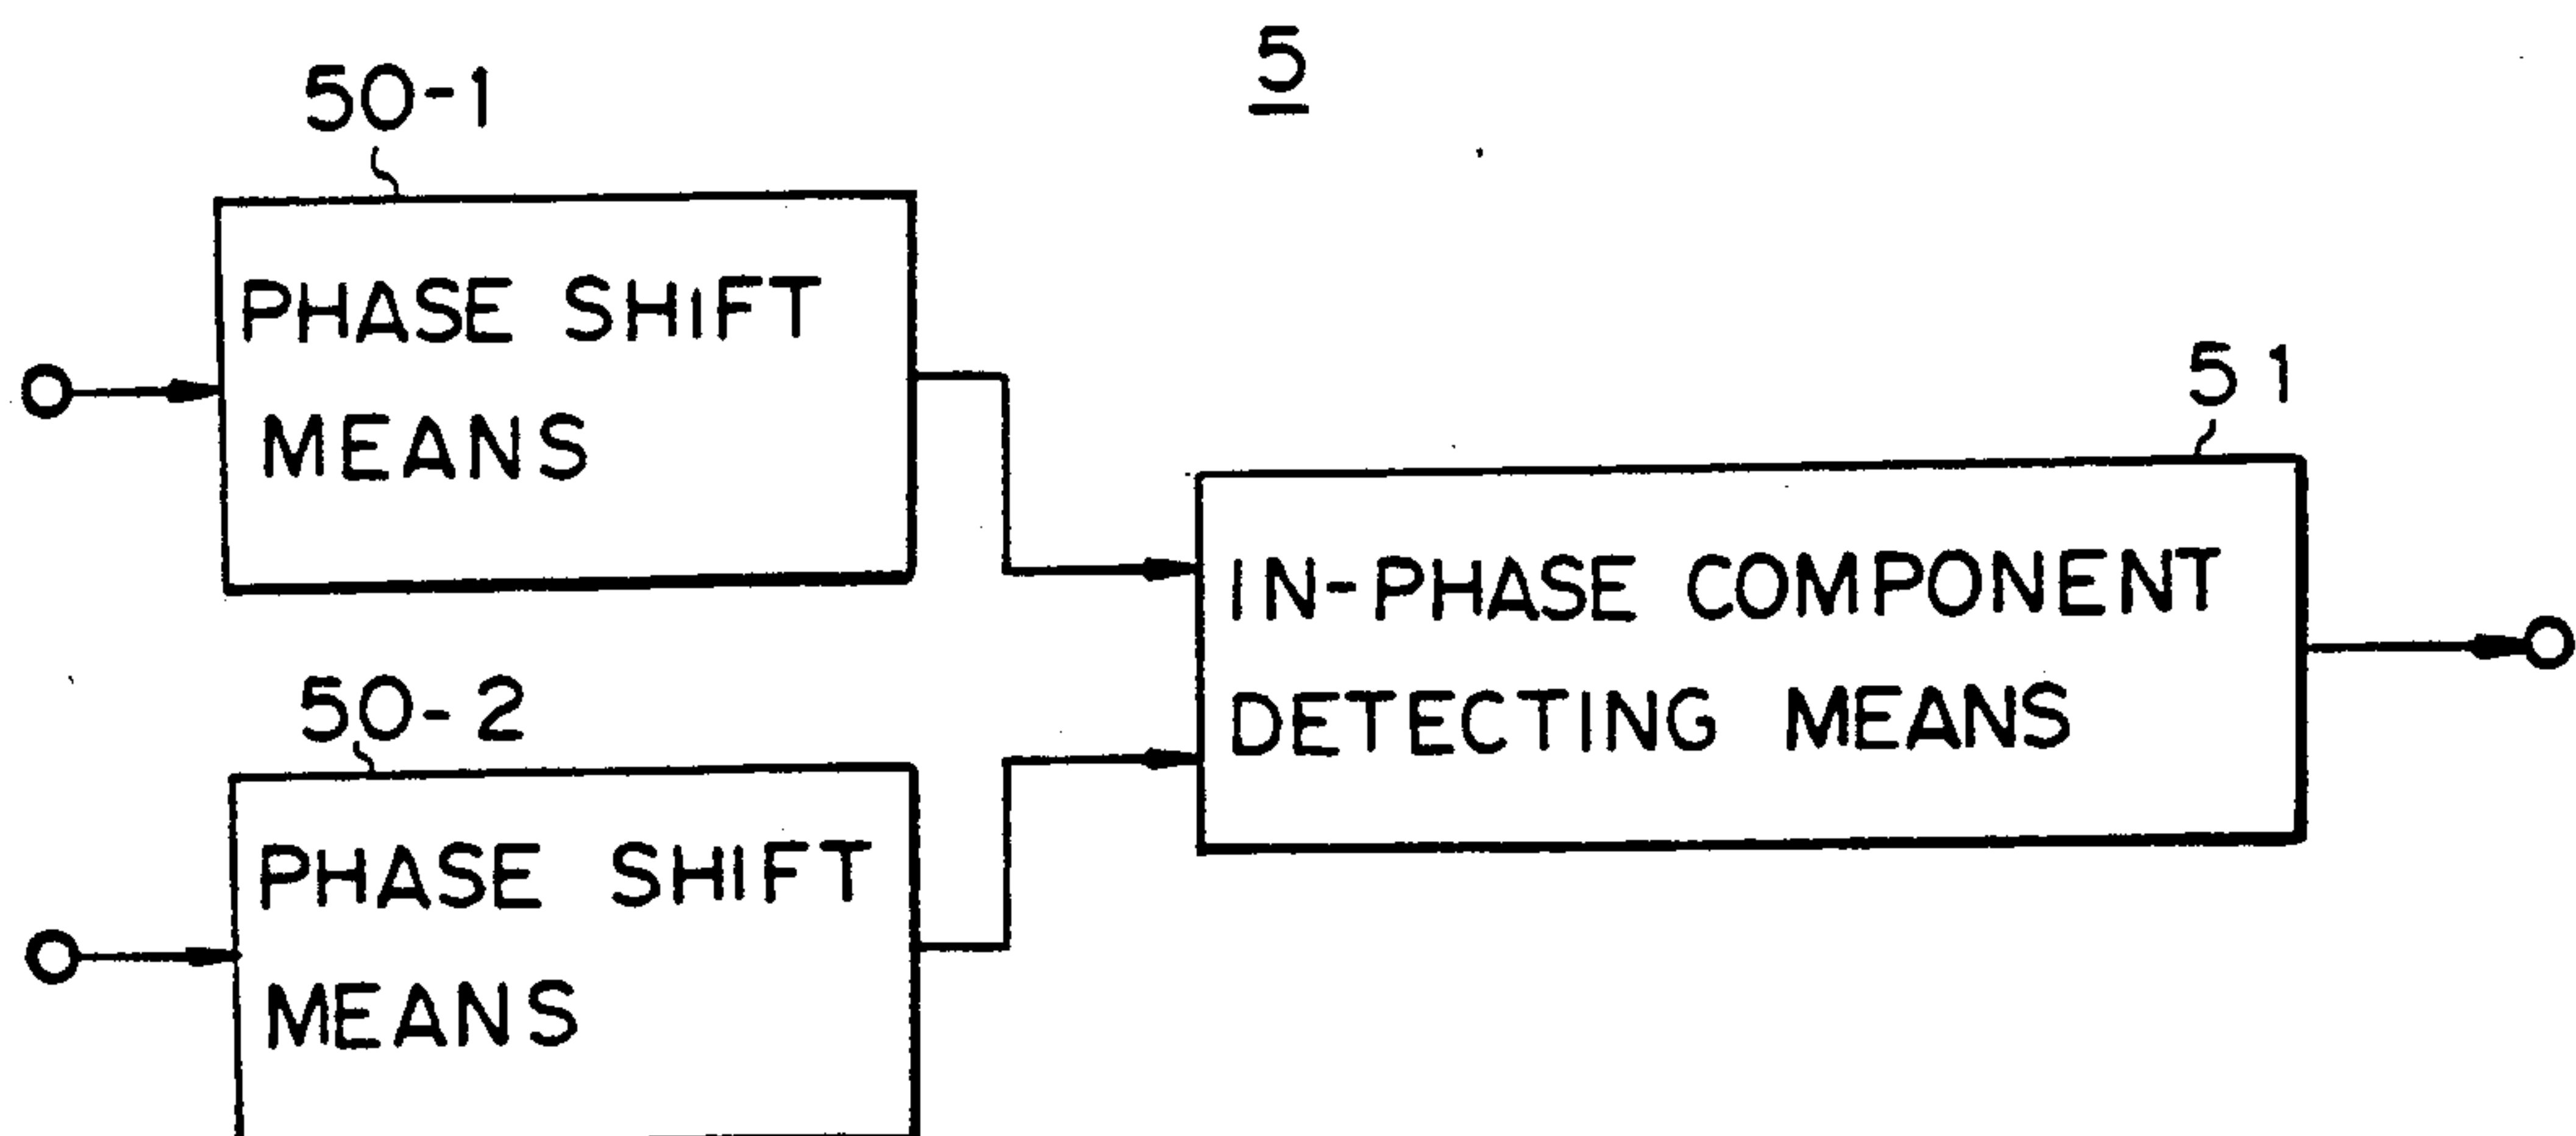 5
50-1
PHASE SHIFT
MEANS
51
IN-PHASE COMPONENT
DETECTING MEANS
50-2
PHASE SHIFT
MEANS